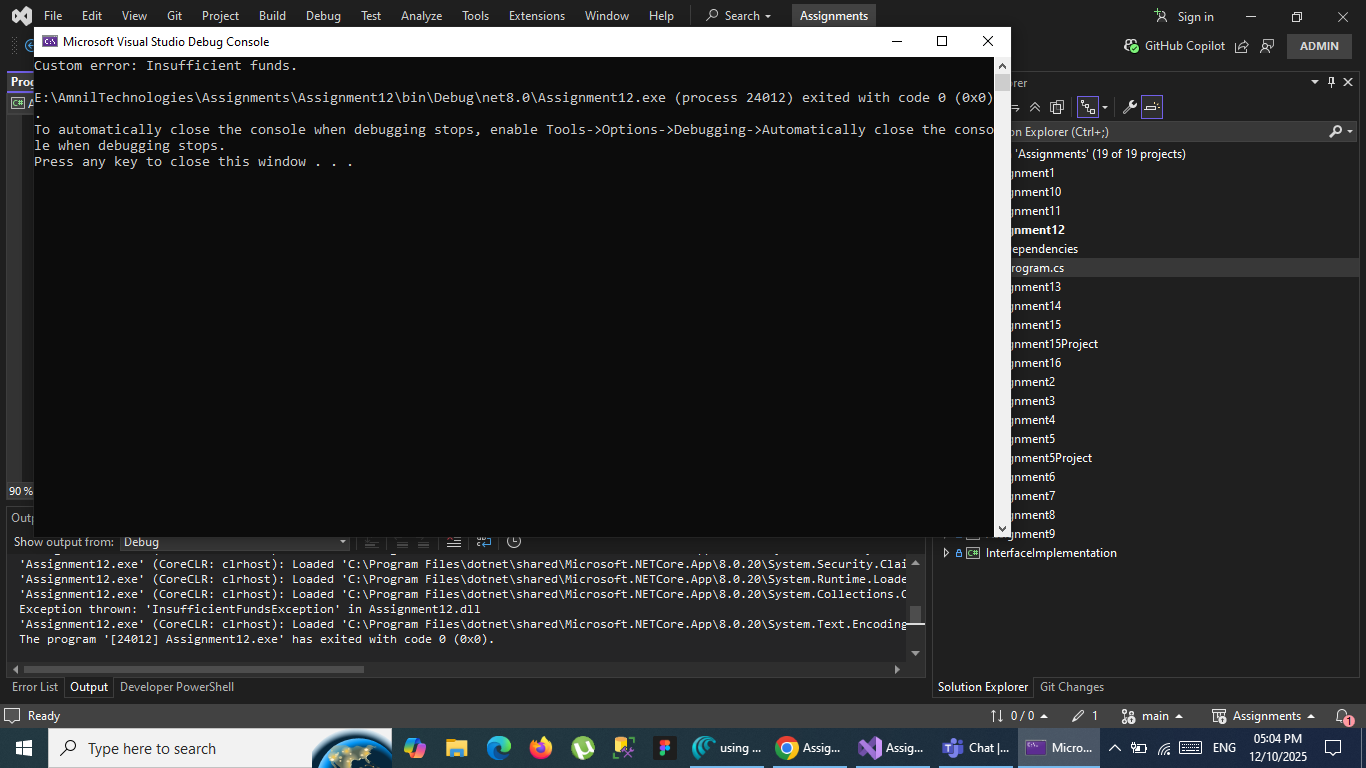 File Edit View Git Project Build Debug Test Analyze Tools Extensions Window Help Search Assignments Sign in
GitHub Copilot ADMIN
Microsoft Visual Studio Debug Console
Custom error: Insufficient funds.
E:\AmnilTechnologies\Assignments\Assignment12\bin\Debug\net8.0\Assignment12.exe (process 24012) exited with code 0 (0x0)
.
To automatically close the console when debugging stops, enable Tools->Options->Debugging->Automatically close the conso
le when debugging stops.
Press any key to close this window . . .
Prog
A
90 %
orer
on Explorer (Ctrl+;)
'Assignments' (19 of 19 projects)
gnment1
gnment10
gnment11
gnment12
ependencies
rogram.cs
gnment13
gnment14
gnment15
gnment15Project
gnment16
gnment2
gnment3
gnment4
gnment5
gnment5Project
gnment6
gnment7
gnment8
gnment9
C# InterfaceImplementation
Outp
Show output from: Debug
'Assignment12.exe' (CoreCLR: clrhost): Loaded 'C:\Program Files\dotnet\shared\Microsoft.NETCore.App\8.0.20\System.Security.Clai
'Assignment12.exe' (CoreCLR: clrhost): Loaded 'C:\Program Files\dotnet\shared\Microsoft.NETCore.App\8.0.20\System.Runtime.Loade
'Assignment12.exe' (CoreCLR: clrhost): Loaded 'C:\Program Files\dotnet\shared\Microsoft.NETCore.App\8.0.20\System.Collections.C
Exception thrown: 'InsufficientFundsException' in Assignment12.dll
'Assignment12.exe' (CoreCLR: clrhost): Loaded 'C:\Program Files\dotnet\shared\Microsoft.NETCore.App\8.0.20\System.Text.Encoding
The program '[24012] Assignment12.exe' has exited with code 0 (0x0).
Error List Output Developer PowerShell
Solution Explorer Git Changes
Ready 0 / 0 1 main Assignments 1
Type here to search using ... Assig... Assig... Chat |... Micro... ENG 05:04 PM
12/10/2025